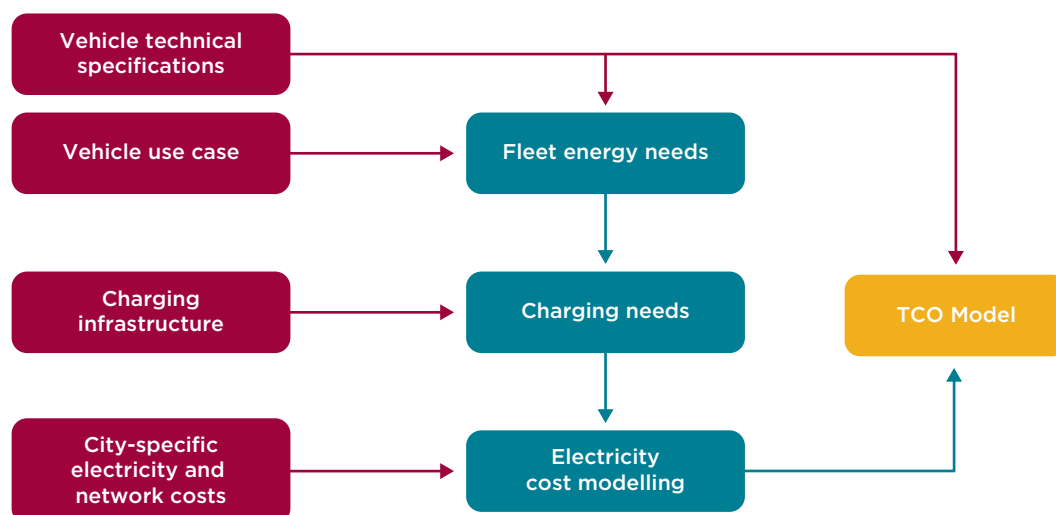 Vehicle technical
specifications
Vehicle use case
Fleet energy needs
Charging
infrastructure
Charging needs
TCO Model
City-specific
electricity and
network costs
Electricity
cost modelling